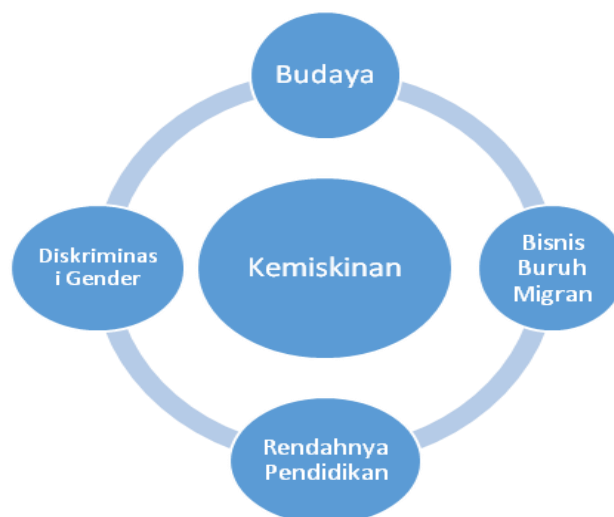 Budaya
Diskriminas
i Gender
Kemiskinan
Bisnis
Buruh
Migran
Rendahnya
Pendidikan